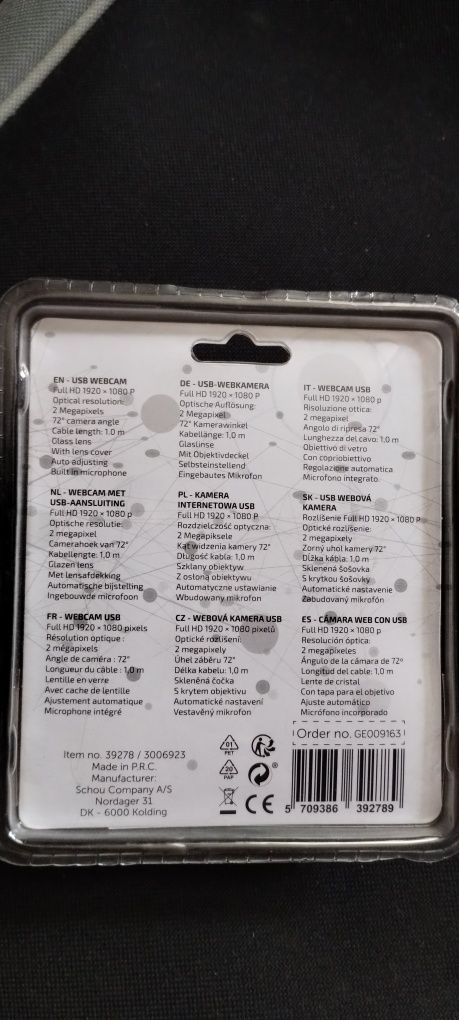 EN - USB WEBCAM
Full HD 1920 × 1080 P
Optical resolution:
2 Megapixels
72° camera angle
Cable length: 1,0 m
Glass lens
With lens cover
Auto adjusting
Built in microphone
DE - USB-WEBKAMERA
Full HD 1920 × 1080 p
Optische Auflösung:
2 Megapixel
72° Kamerawinkel
Kabellänge: 1,0 m
Glaslinse
Mit Objektivdeckel
Selbsteinstellend
Eingebautes Mikrofon
IT - WEBCAM USB
Full HD 1920 × 1080 p
Risoluzione ottica:
2 megapixel
Angolo di ripresa 72°
Lunghezza del cavo: 1,0 m
Obiettivo di vetro
Con copriobiettivo
Regolazione automatica
Microfono integrato
NL - WEBCAM MET
USB-AANSLUITING
Full HD 1920 × 1080 p
Optische resolutie:
2 megapixel
Camerahoek van 72°
Kabellengte: 1,0 m
Glazen lens
Met lensafdekking
Automatische bijstelling
Ingebouwde microfoon
PL - KAMERA
INTERNETOWA USB
Full HD 1920 × 1080 P
Rozdzielczość optyczna:
2 Megapiksele
Kąt widzenia kamery 72°
Długość kabla: 1,0 m
Szklany obiektyw
Z osłoną obiektywu
Automatyczne ustawianie
Wbudowany mikrofon
SK - USB WEBOVÁ
KAMERA
Rozlíšenie Full HD 1920 × 1080 P
Optické rozlíšenie:
2 megapixely
Zorný uhol kamery 72°
Dĺžka kábla: 1,0 m
Sklenená šošovka
S krytkou šošovky
Automatické nastavenie
Zabudovaný mikrofón
FR - WEBCAM USB
Full HD 1920 × 1080 pixels
Résolution optique :
2 mégapixels
Angle de caméra : 72°
Longueur du câble : 1,0 m
Lentille en verre
Avec cache de lentille
Ajustement automatique
Microphone intégré
CZ - WEBOVÁ KAMERA USB
Full HD 1920 × 1080 pixelů
Optické rozlišení:
2 megapixely
Úhel záběru 72°
Délka kabelu: 1,0 m
Skleněná čočka
S krytem objektivu
Automatické nastavení
Vestavěný mikrofon
ES - CÁMARA WEB CON USB
Full HD 1920 × 1080 p
Resolución óptica:
2 megapíxeles
Ángulo de la cámara de 72º
Longitud del cable: 1,0 m
Lente de cristal
Con tapa para el objetivo
Ajuste automático
Micrófono incorporado
Order no. GE009163
Item no. 39278 / 3006923
Made in P.R.C.
Manufacturer:
Schou Company A/S
Nordager 31
DK - 6000 Kolding
01
PET
20
PAP
CE
5 709386 392789